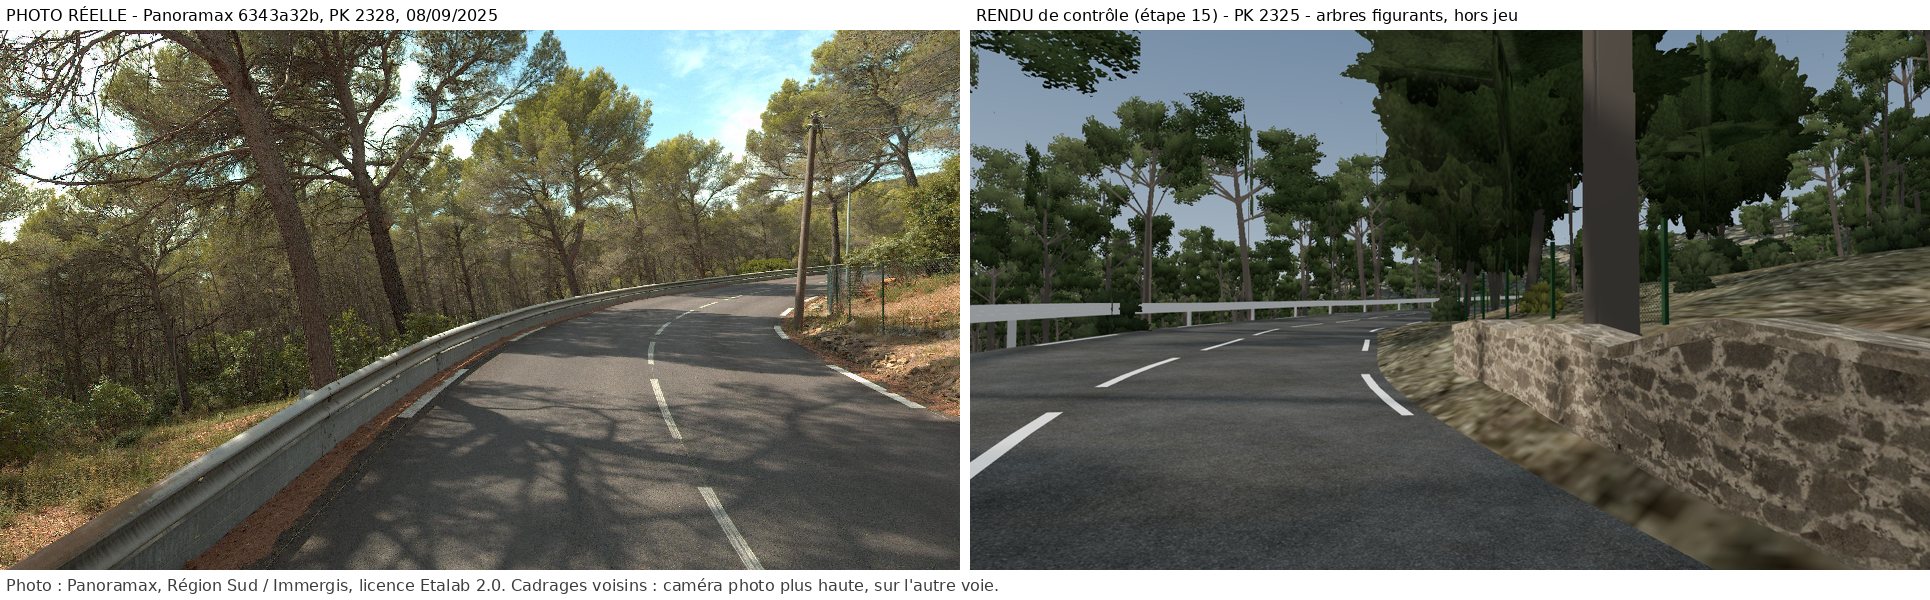 PHOTO RÉELLE - Panoramax 6343a32b, PK 2328, 08/09/2025
RENDU de contrôle (étape 15) - PK 2325 - arbres figurants, hors jeu
Photo : Panoramax, Région Sud / Immergis, licence Etalab 2.0. Cadrages voisins : caméra photo plus haute, sur l'autre voie.